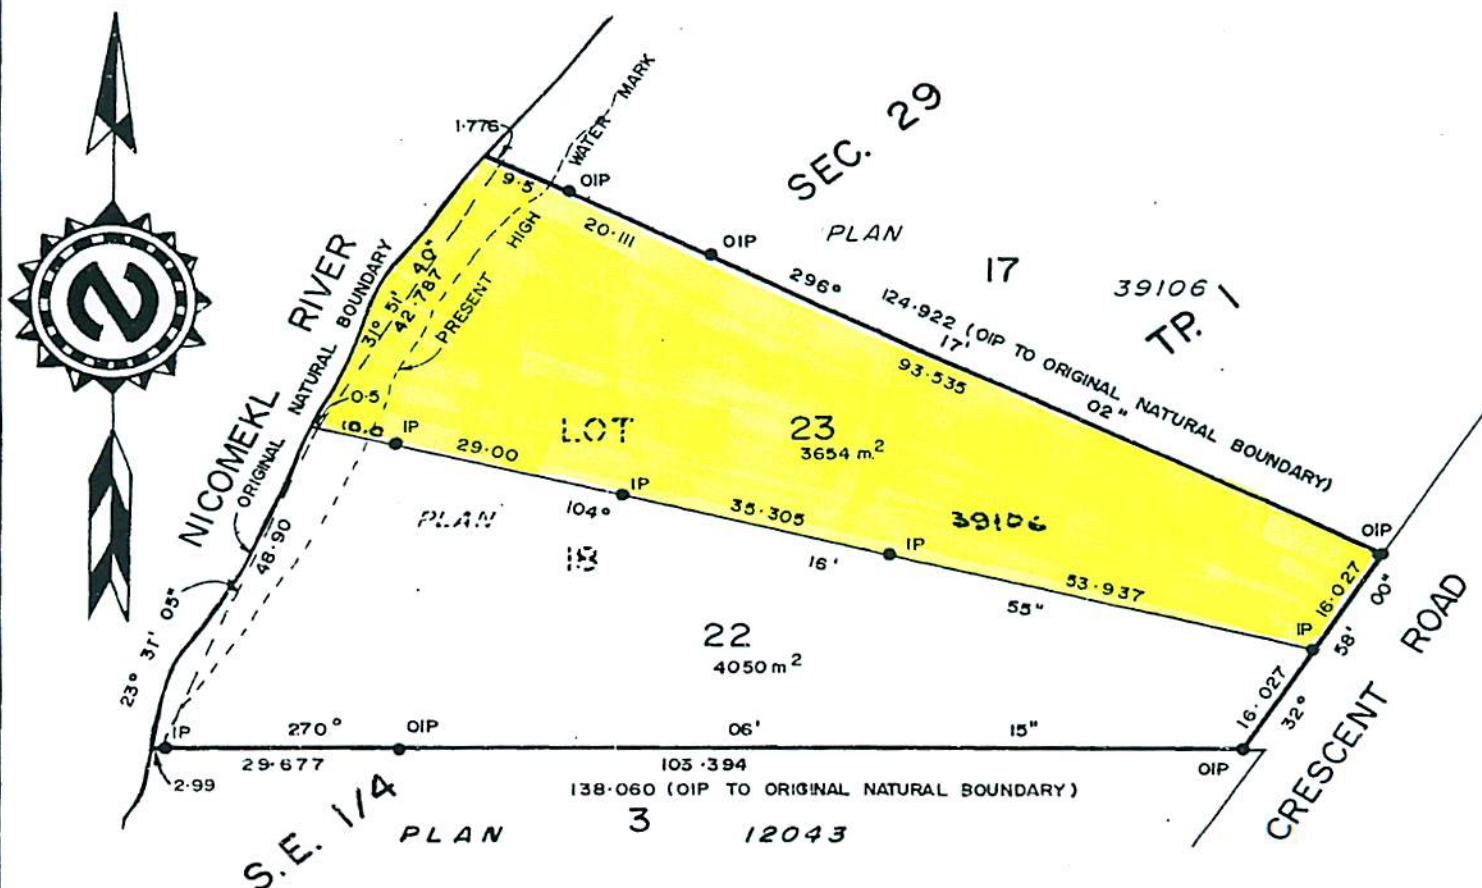 SEC. 29
TP. 1
PLAN
17
39106
1.776
WATER MARK
HIGH
PRESENT
9.5
OIP
20.111
OIP
296° 17' 02"
124.922 (OIP TO ORIGINAL NATURAL BOUNDARY)
93.535
OIP
NICOMEKL RIVER
ORIGINAL NATURAL BOUNDARY
31° 51' 40"
42.787
0.5
IP
29.00
IP
104° 16' 55"
35.305
IP
53.937
IP
LOT 23
3654 m.²
39106
16.027
32° 58' 00"
16.027
CRESCENT ROAD
PLAN
18
22
4050 m²
48.90
23° 31' 05"
IP
270° 06' 15"
OIP
OIP
2.99
29.677
105.394
138.060 (OIP TO ORIGINAL NATURAL BOUNDARY)
S.E. 1/4
PLAN 3 12043